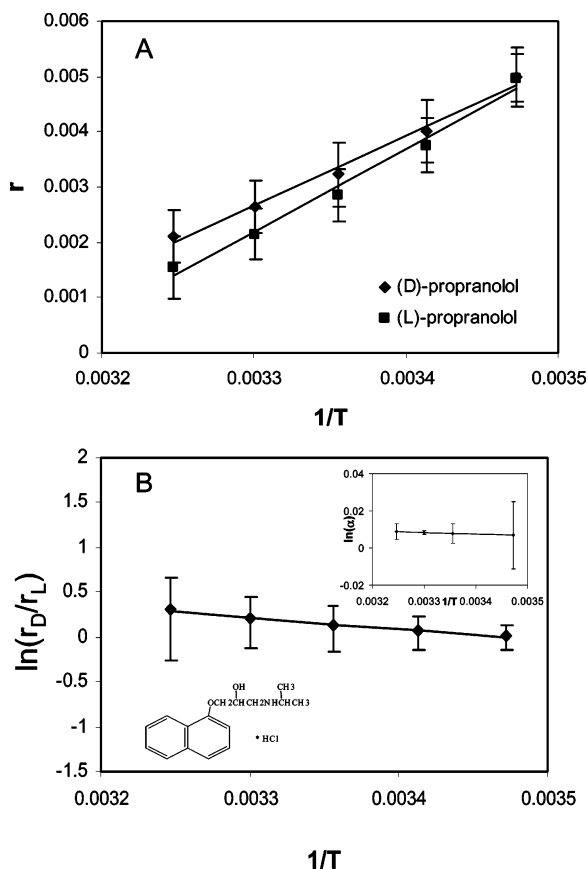 A
0.006
0.005
0.004
0.003
0.002
0.001
0
r
(D)-propranolol
(L)-propranolol
0.0032 0.0033 0.0034 0.0035
1/T
B
2
1.5
1
0.5
0
-0.5
-1
-1.5
ln(rD/rL)
0.04
0.02
0
-0.02
ln(α)
0.0032 0.0033 0.0034 0.0035
1/T
OH CH3
OCH2CHCH2NHCHCH3
• HCl
0.0032 0.0033 0.0034 0.0035
1/T